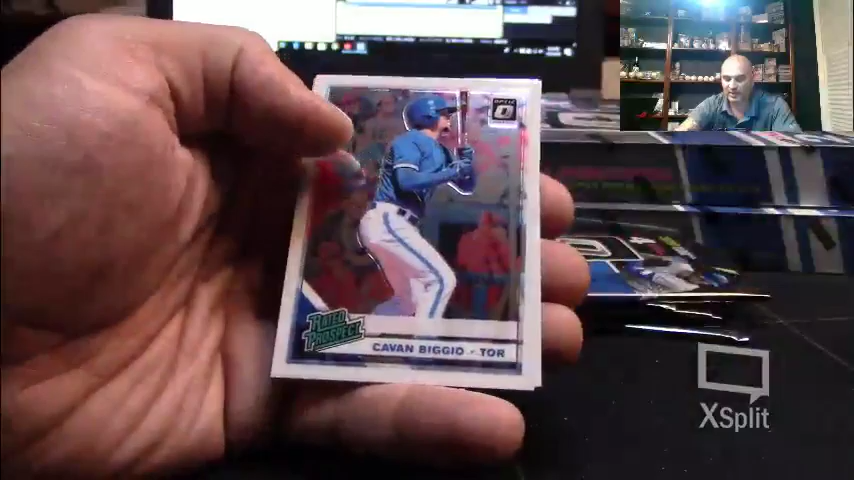 OPTIC
RATED
PROSPECT
CAVAN BIGGIO - TOR
XSplit